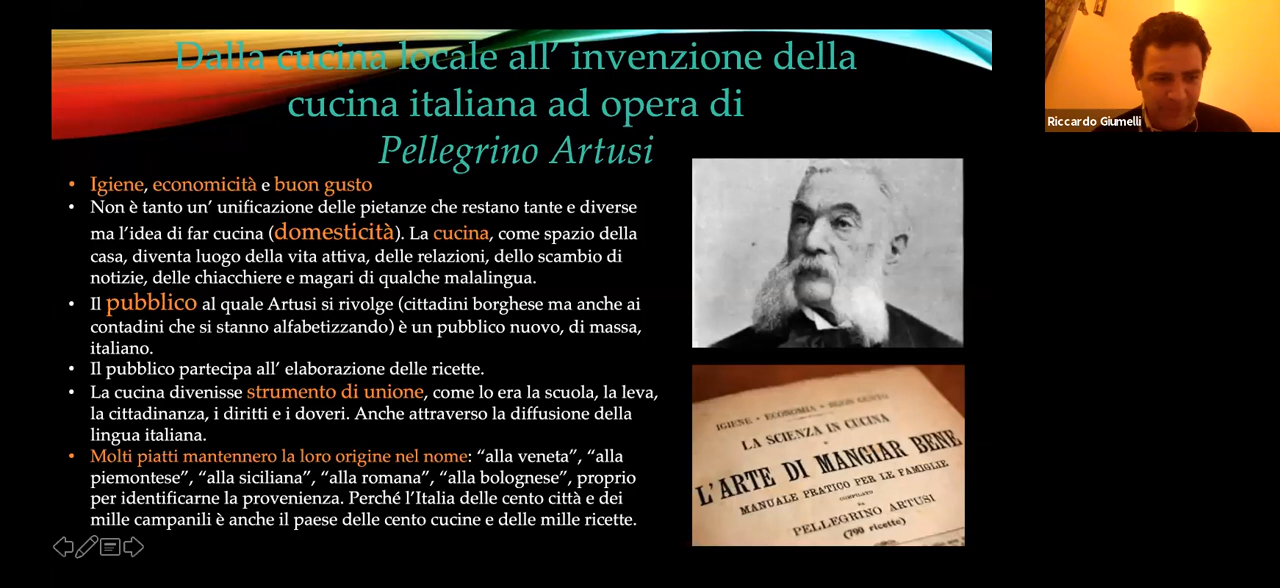 Dalla cucina locale all’ invenzione della
cucina italiana ad opera di
Pellegrino Artusi
• Igiene, economicità e buon gusto
• Non è tanto un’ unificazione delle pietanze che restano tante e diverse
ma l’idea di far cucina (domesticità). La cucina, come spazio della
casa, diventa luogo della vita attiva, delle relazioni, dello scambio di
notizie, delle chiacchiere e magari di qualche malalingua.
• Il pubblico al quale Artusi si rivolge (cittadini borghese ma anche ai
contadini che si stanno alfabetizzando) è un pubblico nuovo, di massa,
italiano.
• Il pubblico partecipa all’ elaborazione delle ricette.
• La cucina divenisse strumento di unione, come lo era la scuola, la leva,
la cittadinanza, i diritti e i doveri. Anche attraverso la diffusione della
lingua italiana.
• Molti piatti mantennero la loro origine nel nome: “alla veneta”, “alla
piemontese”, “alla siciliana”, “alla romana”, “alla bolognese”, proprio
per identificarne la provenienza. Perché l’Italia delle cento città e dei
mille campanili è anche il paese delle cento cucine e delle mille ricette.
IGIENE • ECONOMIA • BUON GUSTO
LA SCIENZA IN CUCINA
L’ARTE DI MANGIAR BENE
MANUALE PRATICO PER LE FAMIGLIE
COMPILATO
DA
PELLEGRINO ARTUSI
(790 ricette)
Riccardo Giumelli